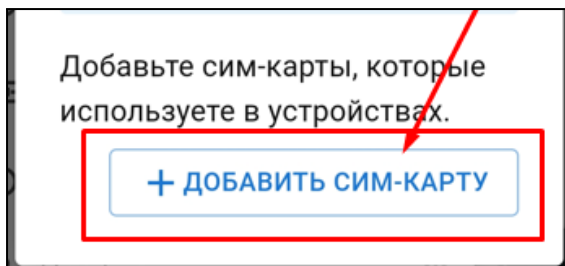 Добавьте сим-карты, которые
используете в устройствах.
+ ДОБАВИТЬ СИМ-КАРТУ